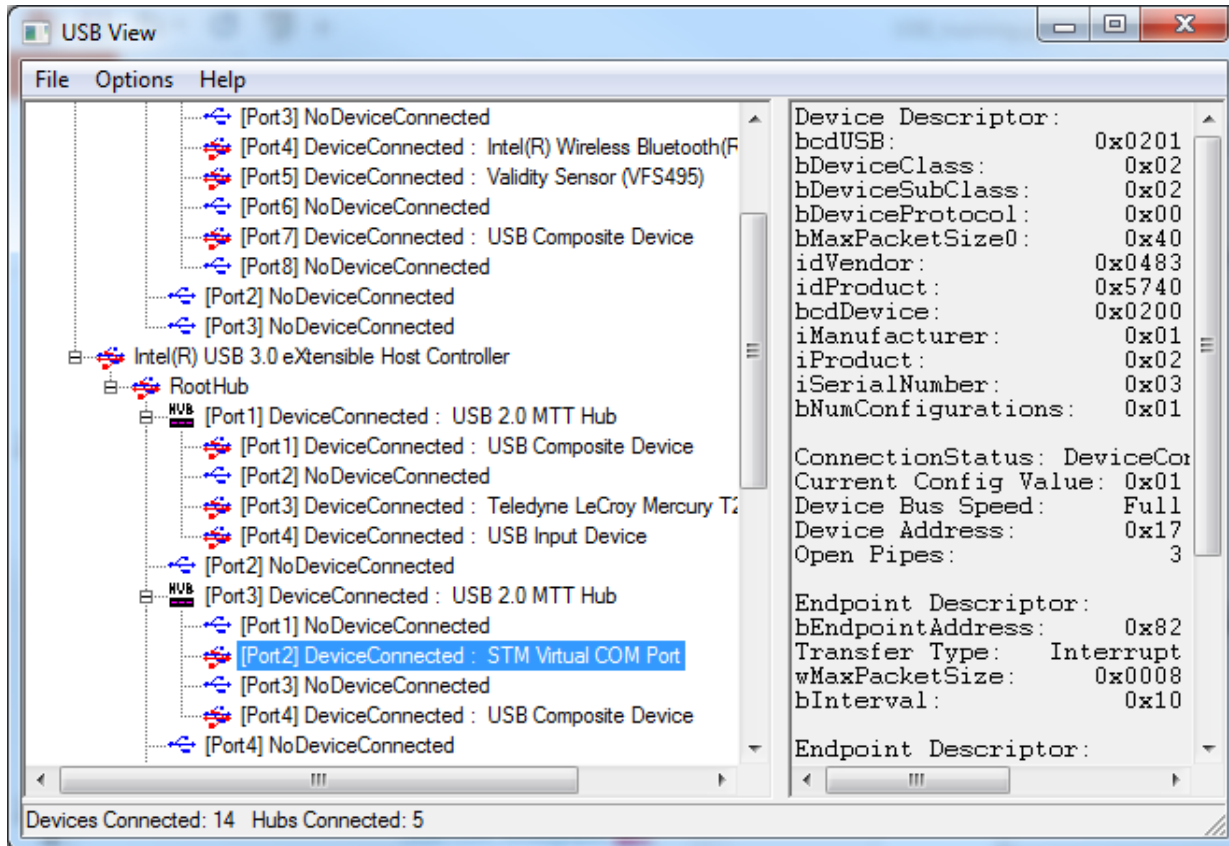 USB View
File Options Help
[Port3] NoDeviceConnected
[Port4] DeviceConnected : Intel(R) Wireless Bluetooth(R
[Port5] DeviceConnected : Validity Sensor (VFS495)
[Port6] NoDeviceConnected
[Port7] DeviceConnected : USB Composite Device
[Port8] NoDeviceConnected
[Port2] NoDeviceConnected
[Port3] NoDeviceConnected
Intel(R) USB 3.0 eXtensible Host Controller
RootHub
HUB [Port1] DeviceConnected : USB 2.0 MTT Hub
[Port1] DeviceConnected : USB Composite Device
[Port2] NoDeviceConnected
[Port3] DeviceConnected : Teledyne LeCroy Mercury T2
[Port4] DeviceConnected : USB Input Device
[Port2] NoDeviceConnected
HUB [Port3] DeviceConnected : USB 2.0 MTT Hub
[Port1] NoDeviceConnected
[Port2] DeviceConnected : STM Virtual COM Port
[Port3] NoDeviceConnected
[Port4] DeviceConnected : USB Composite Device
[Port4] NoDeviceConnected
Device Descriptor:
bcdUSB: 0x0201
bDeviceClass: 0x02
bDeviceSubClass: 0x02
bDeviceProtocol: 0x00
bMaxPacketSize0: 0x40
idVendor: 0x0483
idProduct: 0x5740
bcdDevice: 0x0200
iManufacturer: 0x01
iProduct: 0x02
iSerialNumber: 0x03
bNumConfigurations: 0x01
ConnectionStatus: DeviceCon
Current Config Value: 0x01
Device Bus Speed: Full
Device Address: 0x17
Open Pipes: 3
Endpoint Descriptor:
bEndpointAddress: 0x82
Transfer Type: Interrupt
wMaxPacketSize: 0x0008
bInterval: 0x10
Endpoint Descriptor:
Devices Connected: 14 Hubs Connected: 5